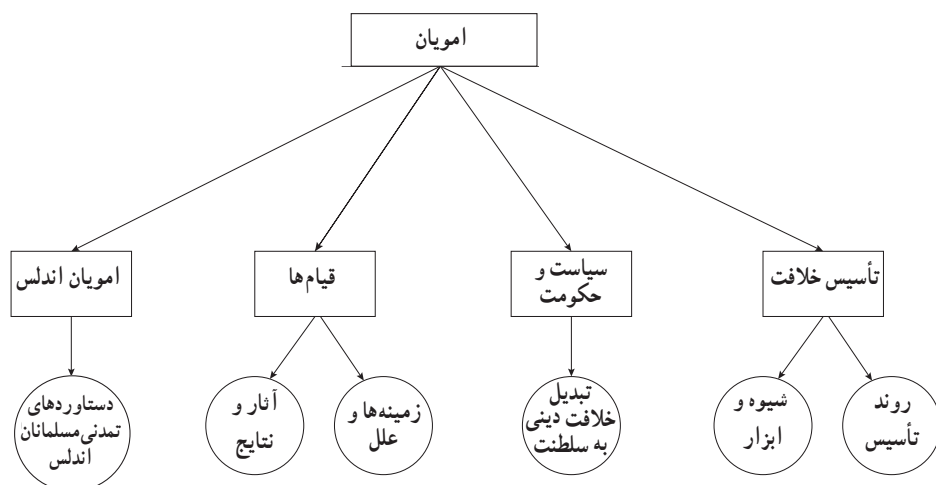 امویان
تأسیس خلافت
سیاست و
حکومت
قیام‌ها
امویان اندلس
روند
تأسیس
شیوه و
ابزار
تبدیل
خلافت دینی
به سلطنت
زمینه‌ها و
علل
آثار و
نتایج
دستاوردهای
تمدنی مسلمانان
اندلس